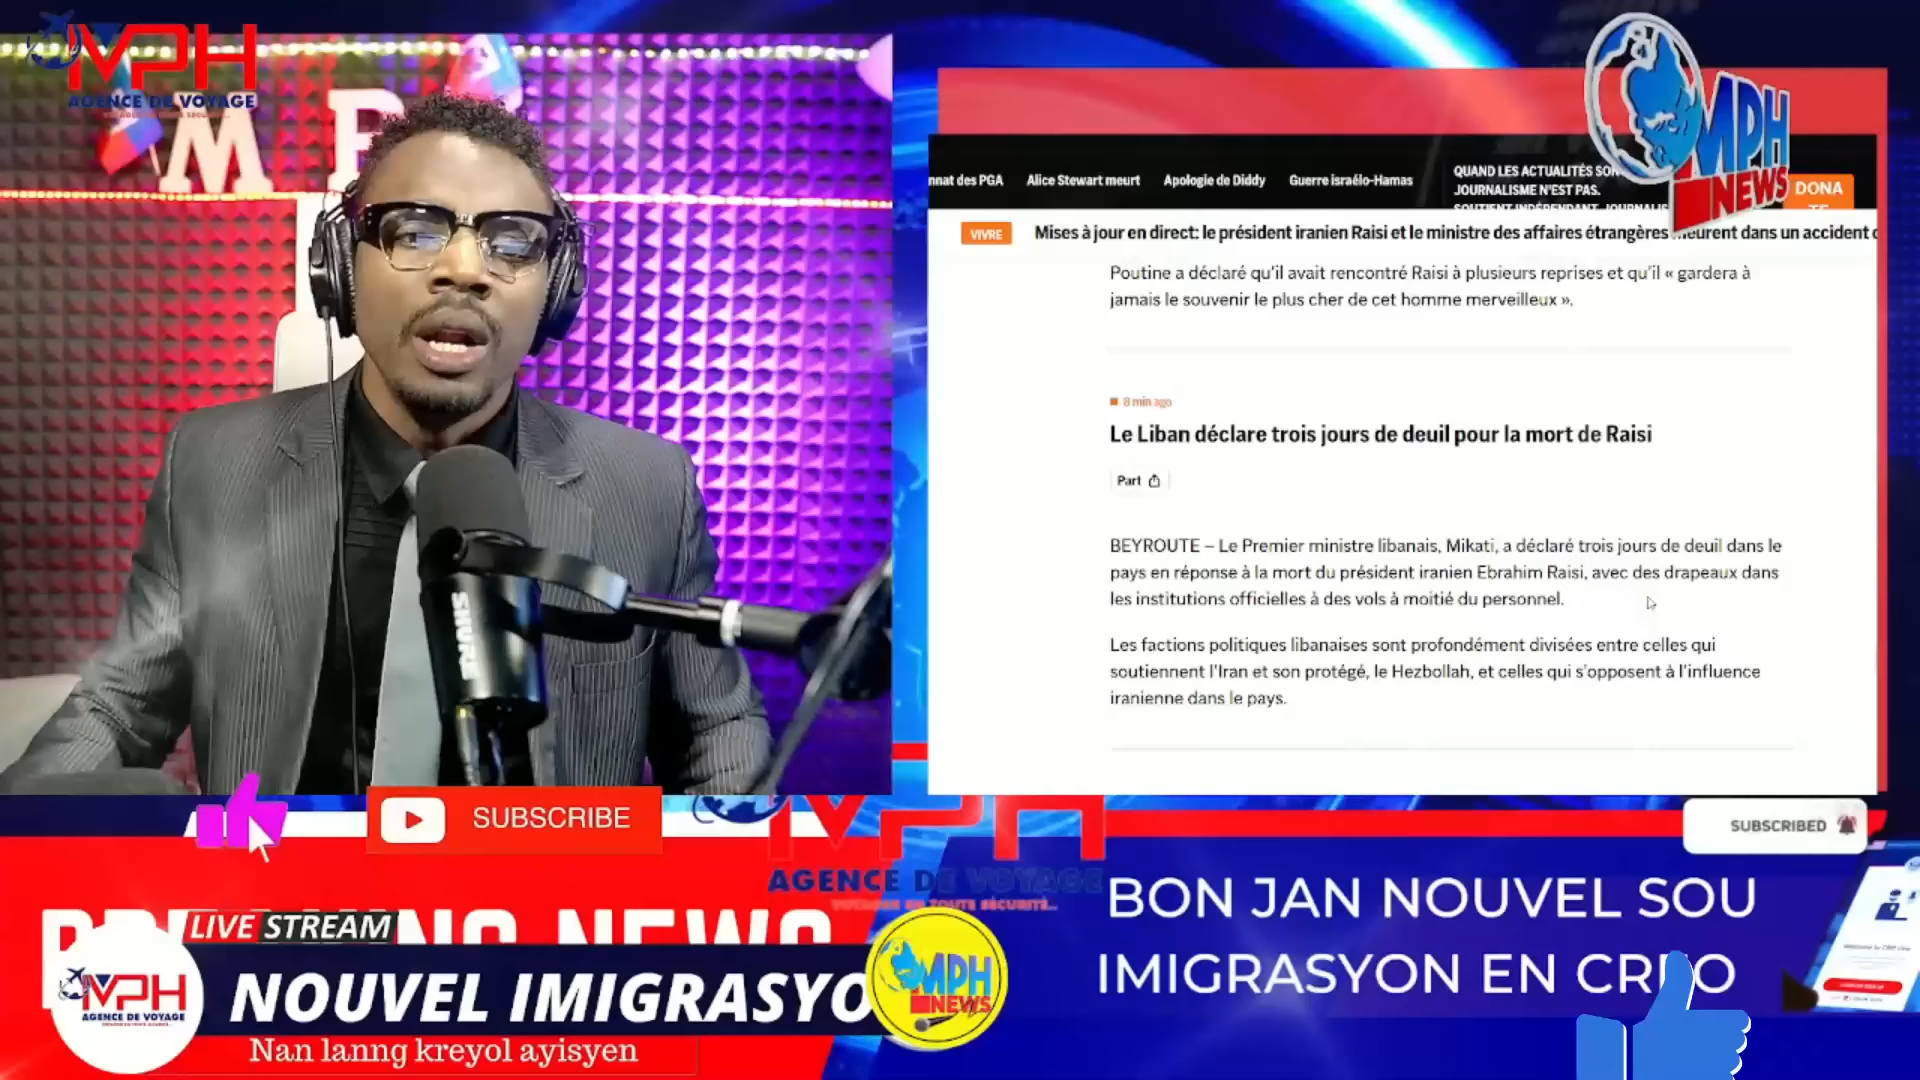 MPH
AGENCE DE VOYAGE
M
SHURE
MPH
NEWS
nnat des PGA
Alice Stewart meurt
Apologie de Diddy
Guerre israélo-Hamas
QUAND LES ACTUALITÉS SON
JOURNALISME N'EST PAS.
DONA
VIVRE
Mises à jour en direct: le président iranien Raisi et le ministre des affaires étrangères meurent dans un accident
Poutine a déclaré qu'il avait rencontré Raisi à plusieurs reprises et qu'il « gardera à
jamais le souvenir le plus cher de cet homme merveilleux ».
8 min ago
Le Liban déclare trois jours de deuil pour la mort de Raisi
Part
BEYROUTE – Le Premier ministre libanais, Mikati, a déclaré trois jours de deuil dans le
pays en réponse à la mort du président iranien Ebrahim Raisi, avec des drapeaux dans
les institutions officielles à des vols à moitié du personnel.
Les factions politiques libanaises sont profondément divisées entre celles qui
soutiennent l'Iran et son protégé, le Hezbollah, et celles qui s'opposent à l'influence
iranienne dans le pays.
SUBSCRIBE
SUBSCRIBED
MPH
AGENCE DE VOYAGE
VOYAGER EN TOUTE SÉCURITÉ...
BREAKING NEWS
LIVE STREAM
MPH
AGENCE DE VOYAGE
NOUVEL IMIGRASYO
Nan lanng kreyol ayisyen
MPH
NEWS
BON JAN NOUVEL SOU
IMIGRASYON EN CREO